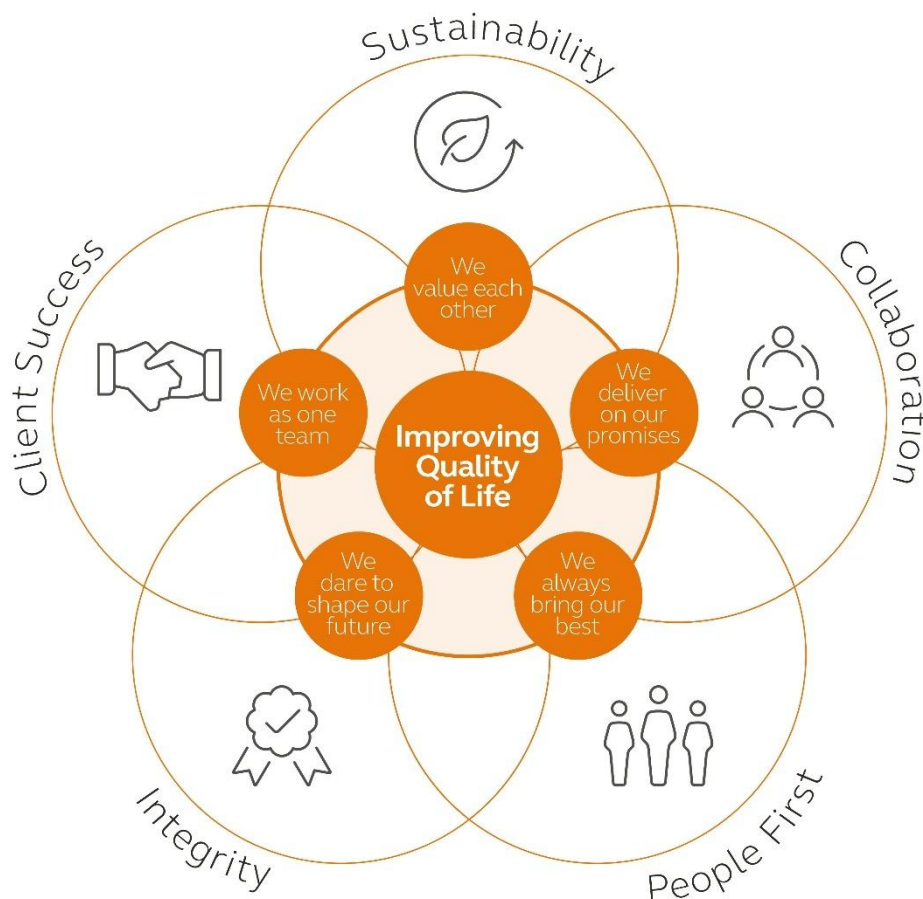 Sustainability
Client Success
Collaboration
We
value each
other
We work
as one
team
We
deliver
on our
promises
Improving
Quality
of Life
We
dare to
shape our
future
We
always
bring our
best
Integrity
People First